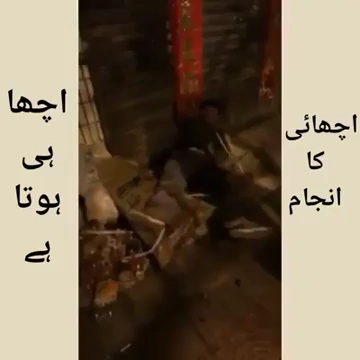 اچھائی
کا
انجام
اچھا
ہی
ہوتا
ہے